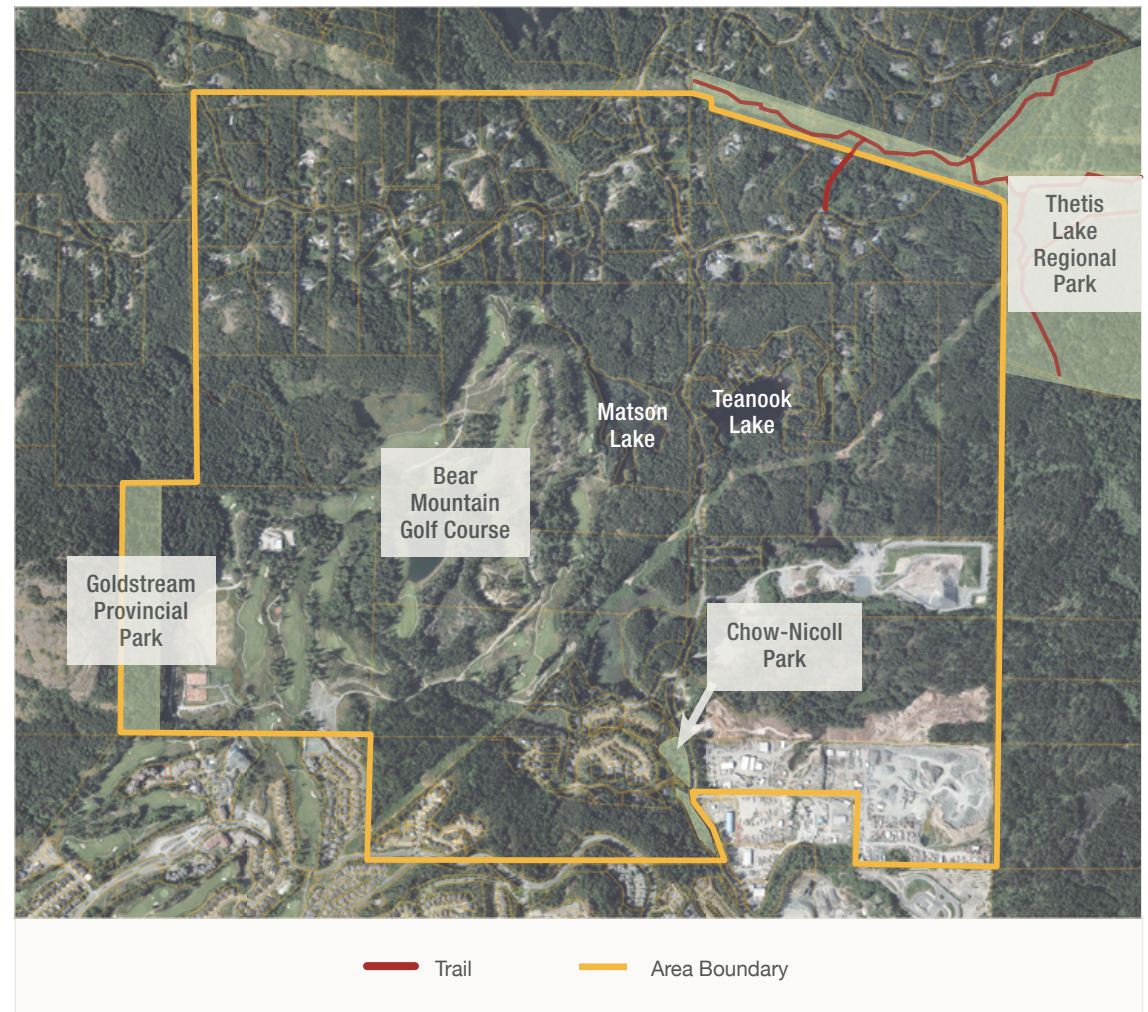 Thetis
Lake
Regional
Park
Matson
Lake
Teanook
Lake
Bear
Mountain
Golf Course
Goldstream
Provincial
Park
Chow-Nicoll
Park
Trail
Area Boundary